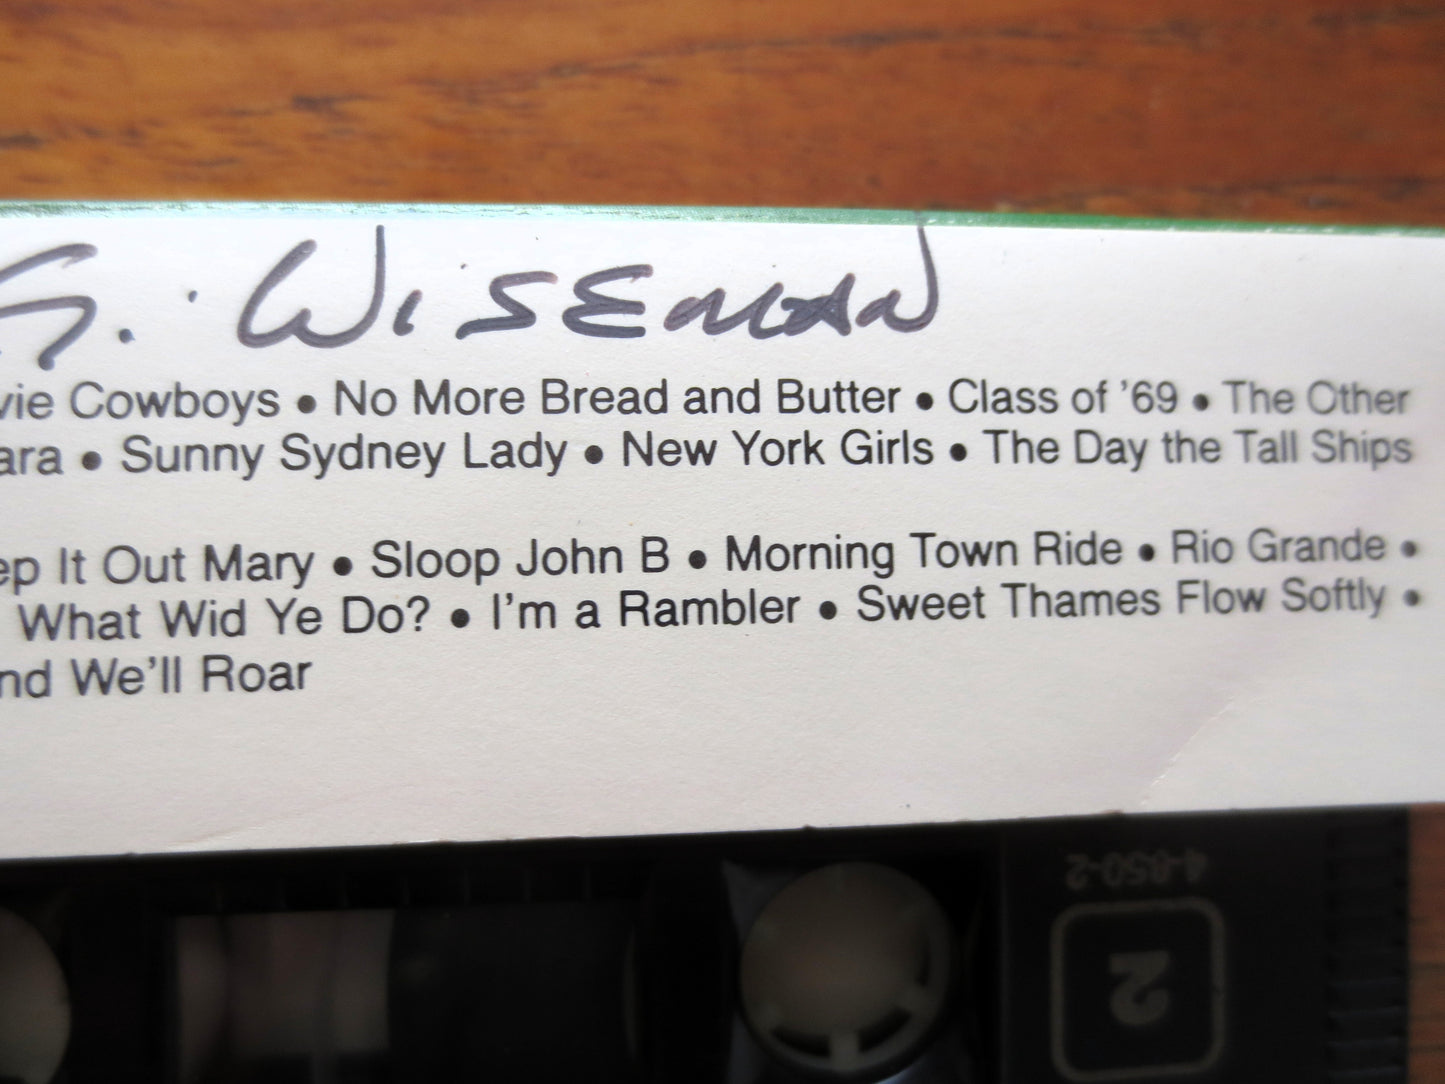 G. WISEMAN
vie Cowboys • No More Bread and Butter • Class of ’69 • The Other
ara • Sunny Sydney Lady • New York Girls • The Day the Tall Ships
ep It Out Mary • Sloop John B • Morning Town Ride • Rio Grande •
What Wid Ye Do? • I’m a Rambler • Sweet Thames Flow Softly •
nd We’ll Roar
4-850-2
2